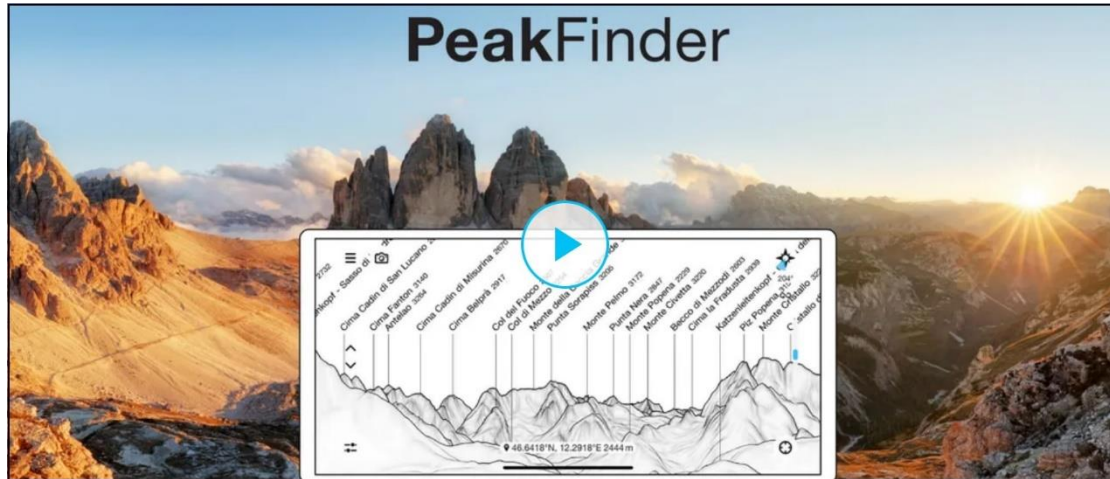 PeakFinder
2732
Cima Cadin di San Lucano
Cima Fanton 3140
Antelao 3264
Cima Cadin di Misurina 2676
Cima Belprà 2917
Col del Fuoco
Col di Mezzo
Monte della
Punta Sorapiss 3205
Monte Pelmo 3172
Punta Nera 2847
Monte Popena 2229
Monte Civetta 3220
Becco di Mezzodì 2603
Cima la Fradusta 2939
Katzenleitenkopf -
Piz Popena
Monte Cristallo
204°
46.6418°N, 12.2918°E 2444 m